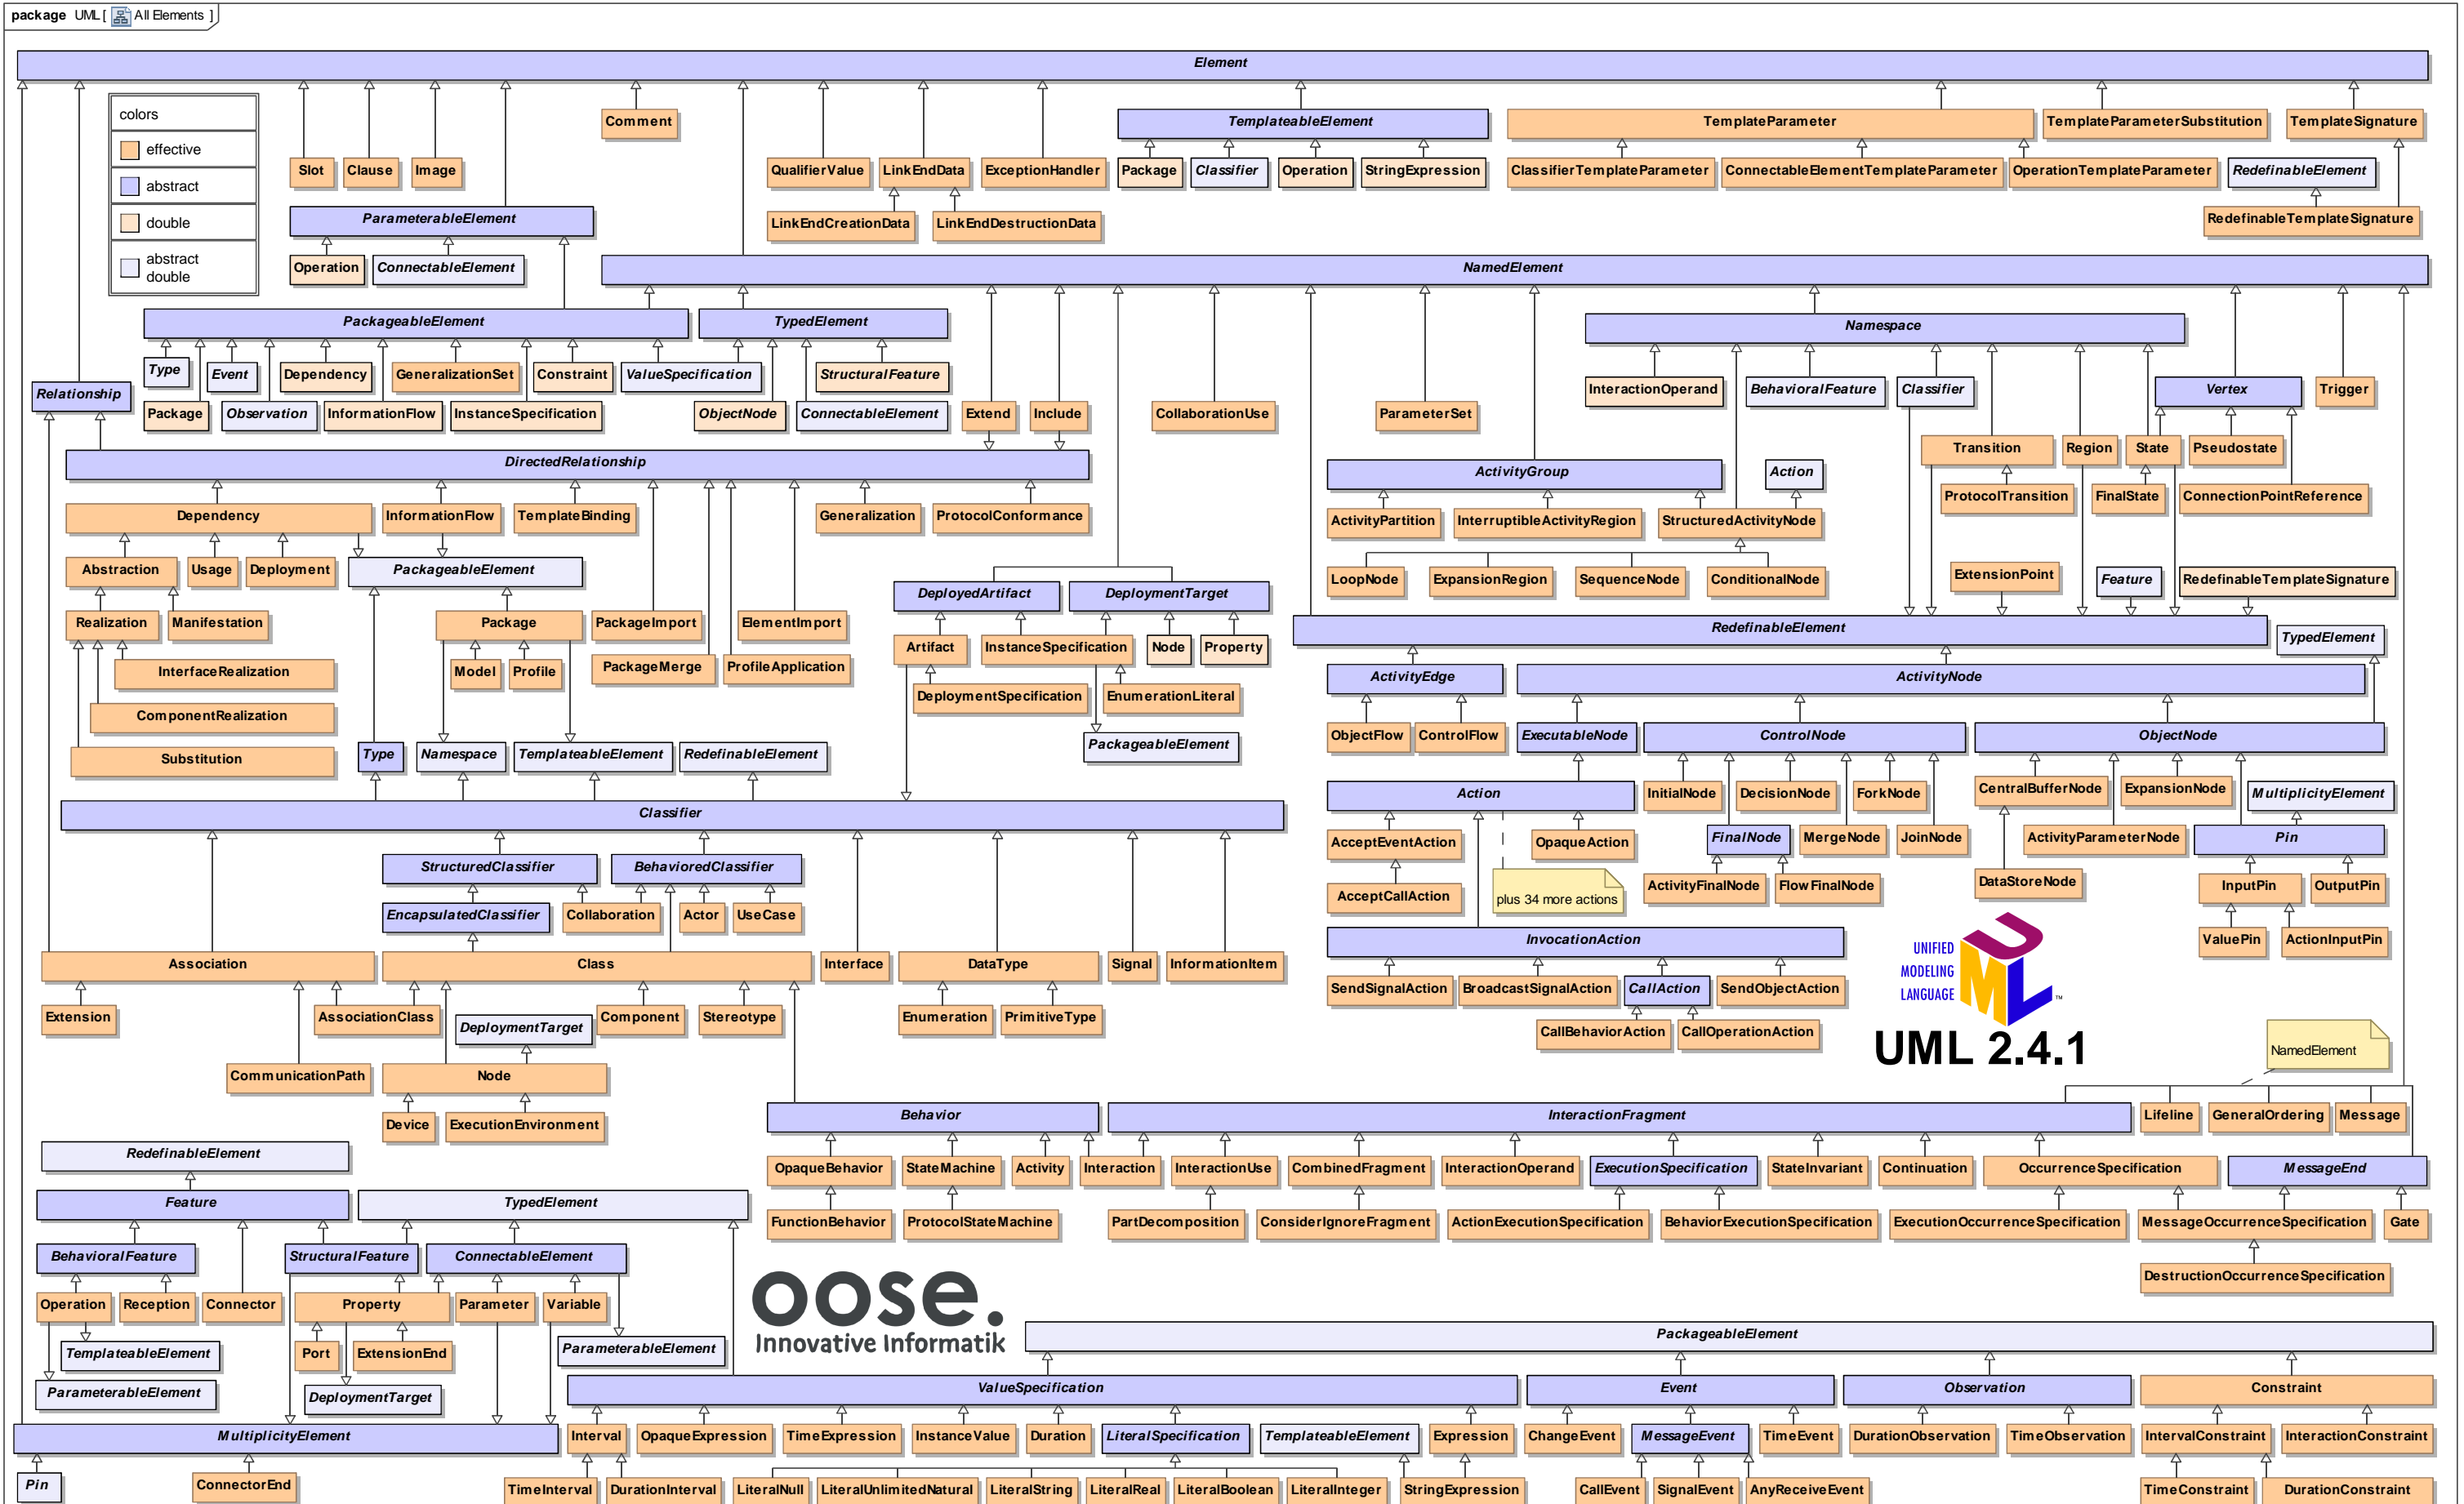 package UML [ All Elements ]
Element
colors
effective
abstract
double
abstract
double
Comment
TemplateableElement
TemplateParameter
TemplateParameterSubstitution
TemplateSignature
Slot
Clause
Image
QualifierValue
LinkEndData
ExceptionHandler
Package
Classifier
Operation
StringExpression
ClassifierTemplateParameter
ConnectableElementTemplateParameter
OperationTemplateParameter
RedefinableElement
ParameterableElement
LinkEndCreationData
LinkEndDestructionData
RedefinableTemplateSignature
Operation
ConnectableElement
NamedElement
PackageableElement
TypedElement
Namespace
Type
Event
Dependency
GeneralizationSet
Constraint
ValueSpecification
StructuralFeature
InteractionOperand
BehavioralFeature
Classifier
Vertex
Trigger
Relationship
Package
Observation
InformationFlow
InstanceSpecification
ObjectNode
ConnectableElement
Extend
Include
CollaborationUse
ParameterSet
Transition
Region
State
Pseudostate
DirectedRelationship
ActivityGroup
Action
ProtocolTransition
FinalState
ConnectionPointReference
Dependency
InformationFlow
TemplateBinding
Generalization
ProtocolConformance
ActivityPartition
InterruptibleActivityRegion
StructuredActivityNode
Abstraction
Usage
Deployment
PackageableElement
DeployedArtifact
DeploymentTarget
LoopNode
ExpansionRegion
SequenceNode
ConditionalNode
ExtensionPoint
Feature
RedefinableTemplateSignature
Realization
Manifestation
Package
PackageImport
ElementImport
Artifact
InstanceSpecification
Node
Property
RedefinableElement
TypedElement
InterfaceRealization
Model
Profile
PackageMerge
ProfileApplication
DeploymentSpecification
EnumerationLiteral
ActivityEdge
ActivityNode
ComponentRealization
ObjectFlow
ControlFlow
ExecutableNode
ControlNode
ObjectNode
Substitution
Type
Namespace
TemplateableElement
RedefinableElement
PackageableElement
Action
InitialNode
DecisionNode
ForkNode
CentralBufferNode
ExpansionNode
MultiplicityElement
Classifier
AcceptEventAction
OpaqueAction
FinalNode
MergeNode
JoinNode
ActivityParameterNode
Pin
StructuredClassifier
BehavioredClassifier
AcceptCallAction
plus 34 more actions
ActivityFinalNode
FlowFinalNode
DataStoreNode
InputPin
OutputPin
EncapsulatedClassifier
Collaboration
Actor
UseCase
InvocationAction
ValuePin
ActionInputPin
Association
Class
Interface
DataType
Signal
InformationItem
SendSignalAction
BroadcastSignalAction
CallAction
SendObjectAction
UNIFIED
MODELING
LANGUAGE
UML
™
UML 2.4.1
Extension
AssociationClass
DeploymentTarget
Component
Stereotype
Enumeration
PrimitiveType
CallBehaviorAction
CallOperationAction
NamedElement
CommunicationPath
Node
Device
ExecutionEnvironment
Behavior
InteractionFragment
Lifeline
GeneralOrdering
Message
RedefinableElement
OpaqueBehavior
StateMachine
Activity
Interaction
InteractionUse
CombinedFragment
InteractionOperand
ExecutionSpecification
StateInvariant
Continuation
OccurrenceSpecification
MessageEnd
Feature
TypedElement
FunctionBehavior
ProtocolStateMachine
PartDecomposition
ConsiderIgnoreFragment
ActionExecutionSpecification
BehaviorExecutionSpecification
ExecutionOccurrenceSpecification
MessageOccurrenceSpecification
Gate
BehavioralFeature
StructuralFeature
ConnectableElement
DestructionOccurrenceSpecification
Operation
Reception
Connector
Property
Parameter
Variable
oose.
Innovative Informatik
TemplateableElement
Port
ExtensionEnd
ParameterableElement
PackageableElement
ParameterableElement
DeploymentTarget
ValueSpecification
Event
Observation
Constraint
MultiplicityElement
Interval
OpaqueExpression
TimeExpression
InstanceValue
Duration
LiteralSpecification
TemplateableElement
Expression
ChangeEvent
MessageEvent
TimeEvent
DurationObservation
TimeObservation
IntervalConstraint
InteractionConstraint
Pin
ConnectorEnd
TimeInterval
DurationInterval
LiteralNull
LiteralUnlimitedNatural
LiteralString
LiteralReal
LiteralBoolean
LiteralInteger
StringExpression
CallEvent
SignalEvent
AnyReceiveEvent
TimeConstraint
DurationConstraint